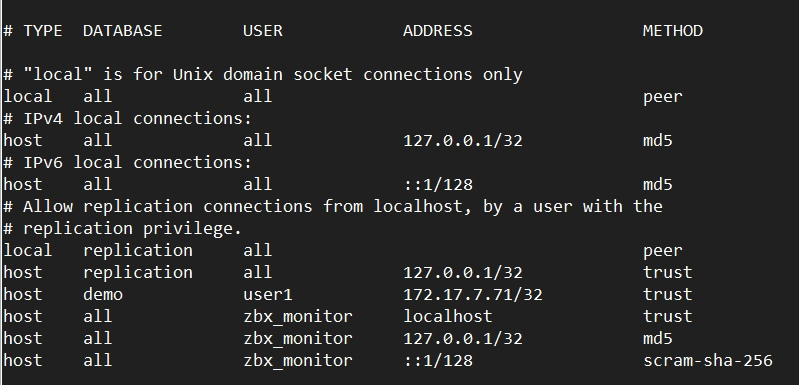 # TYPE  DATABASE        USER            ADDRESS                 METHOD
# "local" is for Unix domain socket connections only
local   all             all                                     peer
# IPv4 local connections:
host    all             all             127.0.0.1/32            md5
# IPv6 local connections:
host    all             all             ::1/128                 md5
# Allow replication connections from localhost, by a user with the
# replication privilege.
local   replication     all                                     peer
host    replication     all             127.0.0.1/32            trust
host    demo            user1           172.17.7.71/32          trust
host    all             zbx_monitor     localhost               trust
host    all             zbx_monitor     127.0.0.1/32            md5
host    all             zbx_monitor     ::1/128                 scram-sha-256